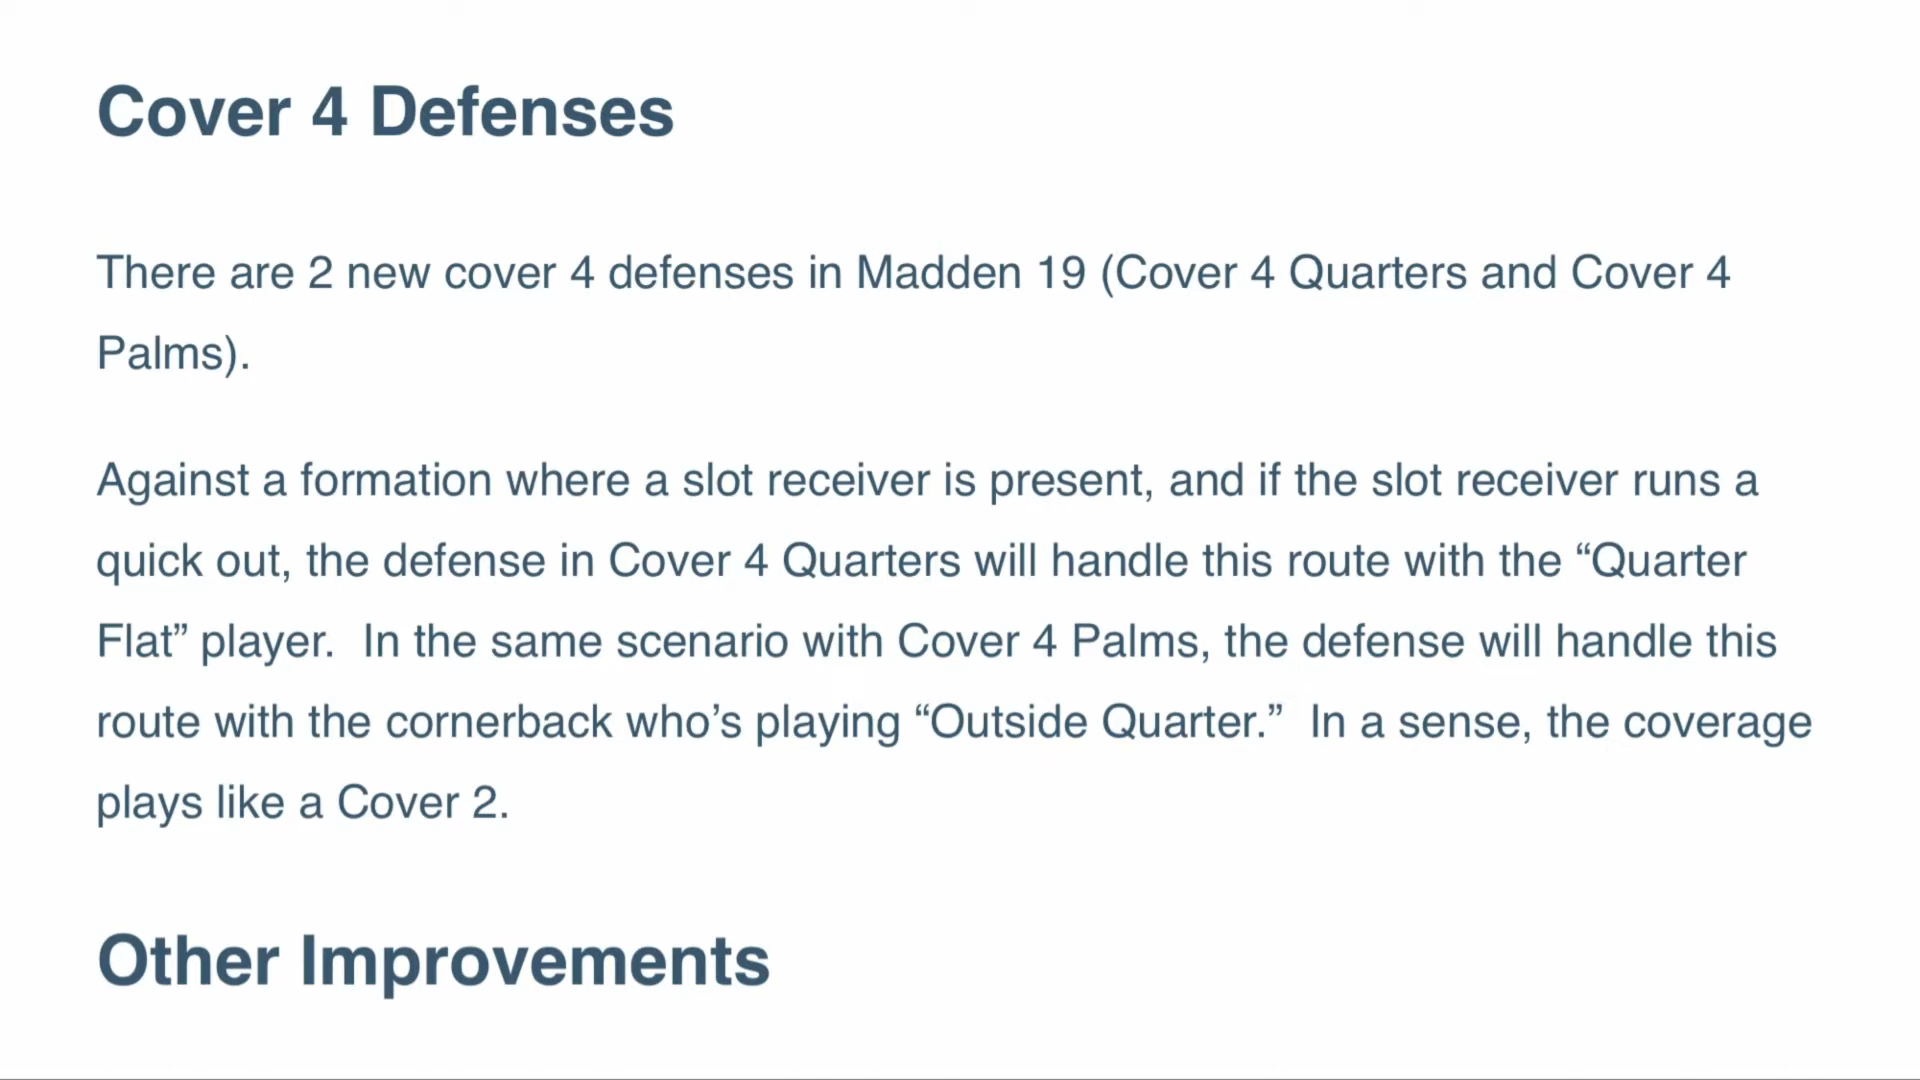 Cover 4 Defenses
There are 2 new cover 4 defenses in Madden 19 (Cover 4 Quarters and Cover 4
Palms).
Against a formation where a slot receiver is present, and if the slot receiver runs a
quick out, the defense in Cover 4 Quarters will handle this route with the “Quarter
Flat” player.  In the same scenario with Cover 4 Palms, the defense will handle this
route with the cornerback who’s playing “Outside Quarter.”  In a sense, the coverage
plays like a Cover 2.
Other Improvements